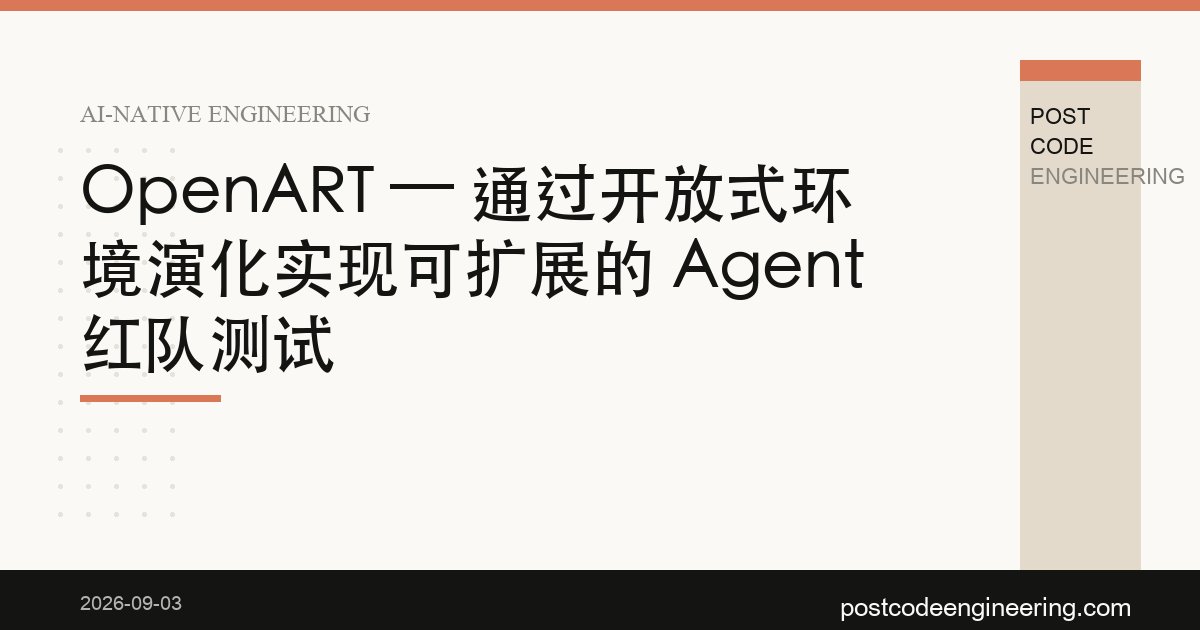 AI-NATIVE ENGINEERING
OpenART — 通过开放式环
境演化实现可扩展的 Agent
红队测试
POST
CODE
ENGINEERING
2026-09-03
postcodeengineering.com